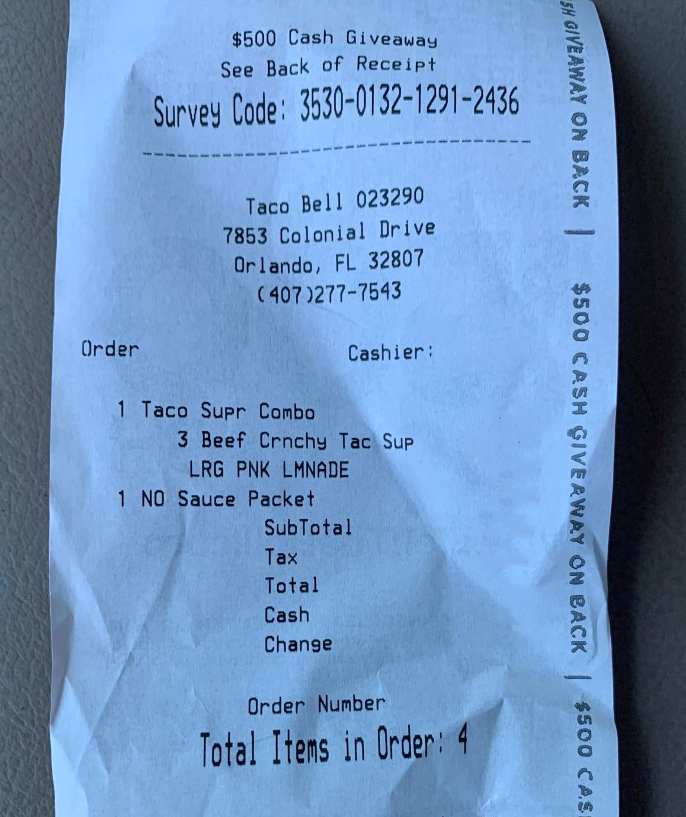 $500 Cash Giveaway
See Back of Receipt
Survey Code: 3530-0132-1291-2436
Taco Bell 023290
7853 Colonial Drive
Orlando, FL 32807
(407)277-7543
Order Cashier:
1 Taco Supr Combo
3 Beef Crnchy Tac Sup
LRG PNK LMNADE
1 NO Sauce Packet
SubTotal
Tax
Total
Cash
Change
Order Number
Total Items in Order: 4
SH GIVEAWAY ON BACK | $500 CASH GIVEAWAY ON BACK | $500 CAS